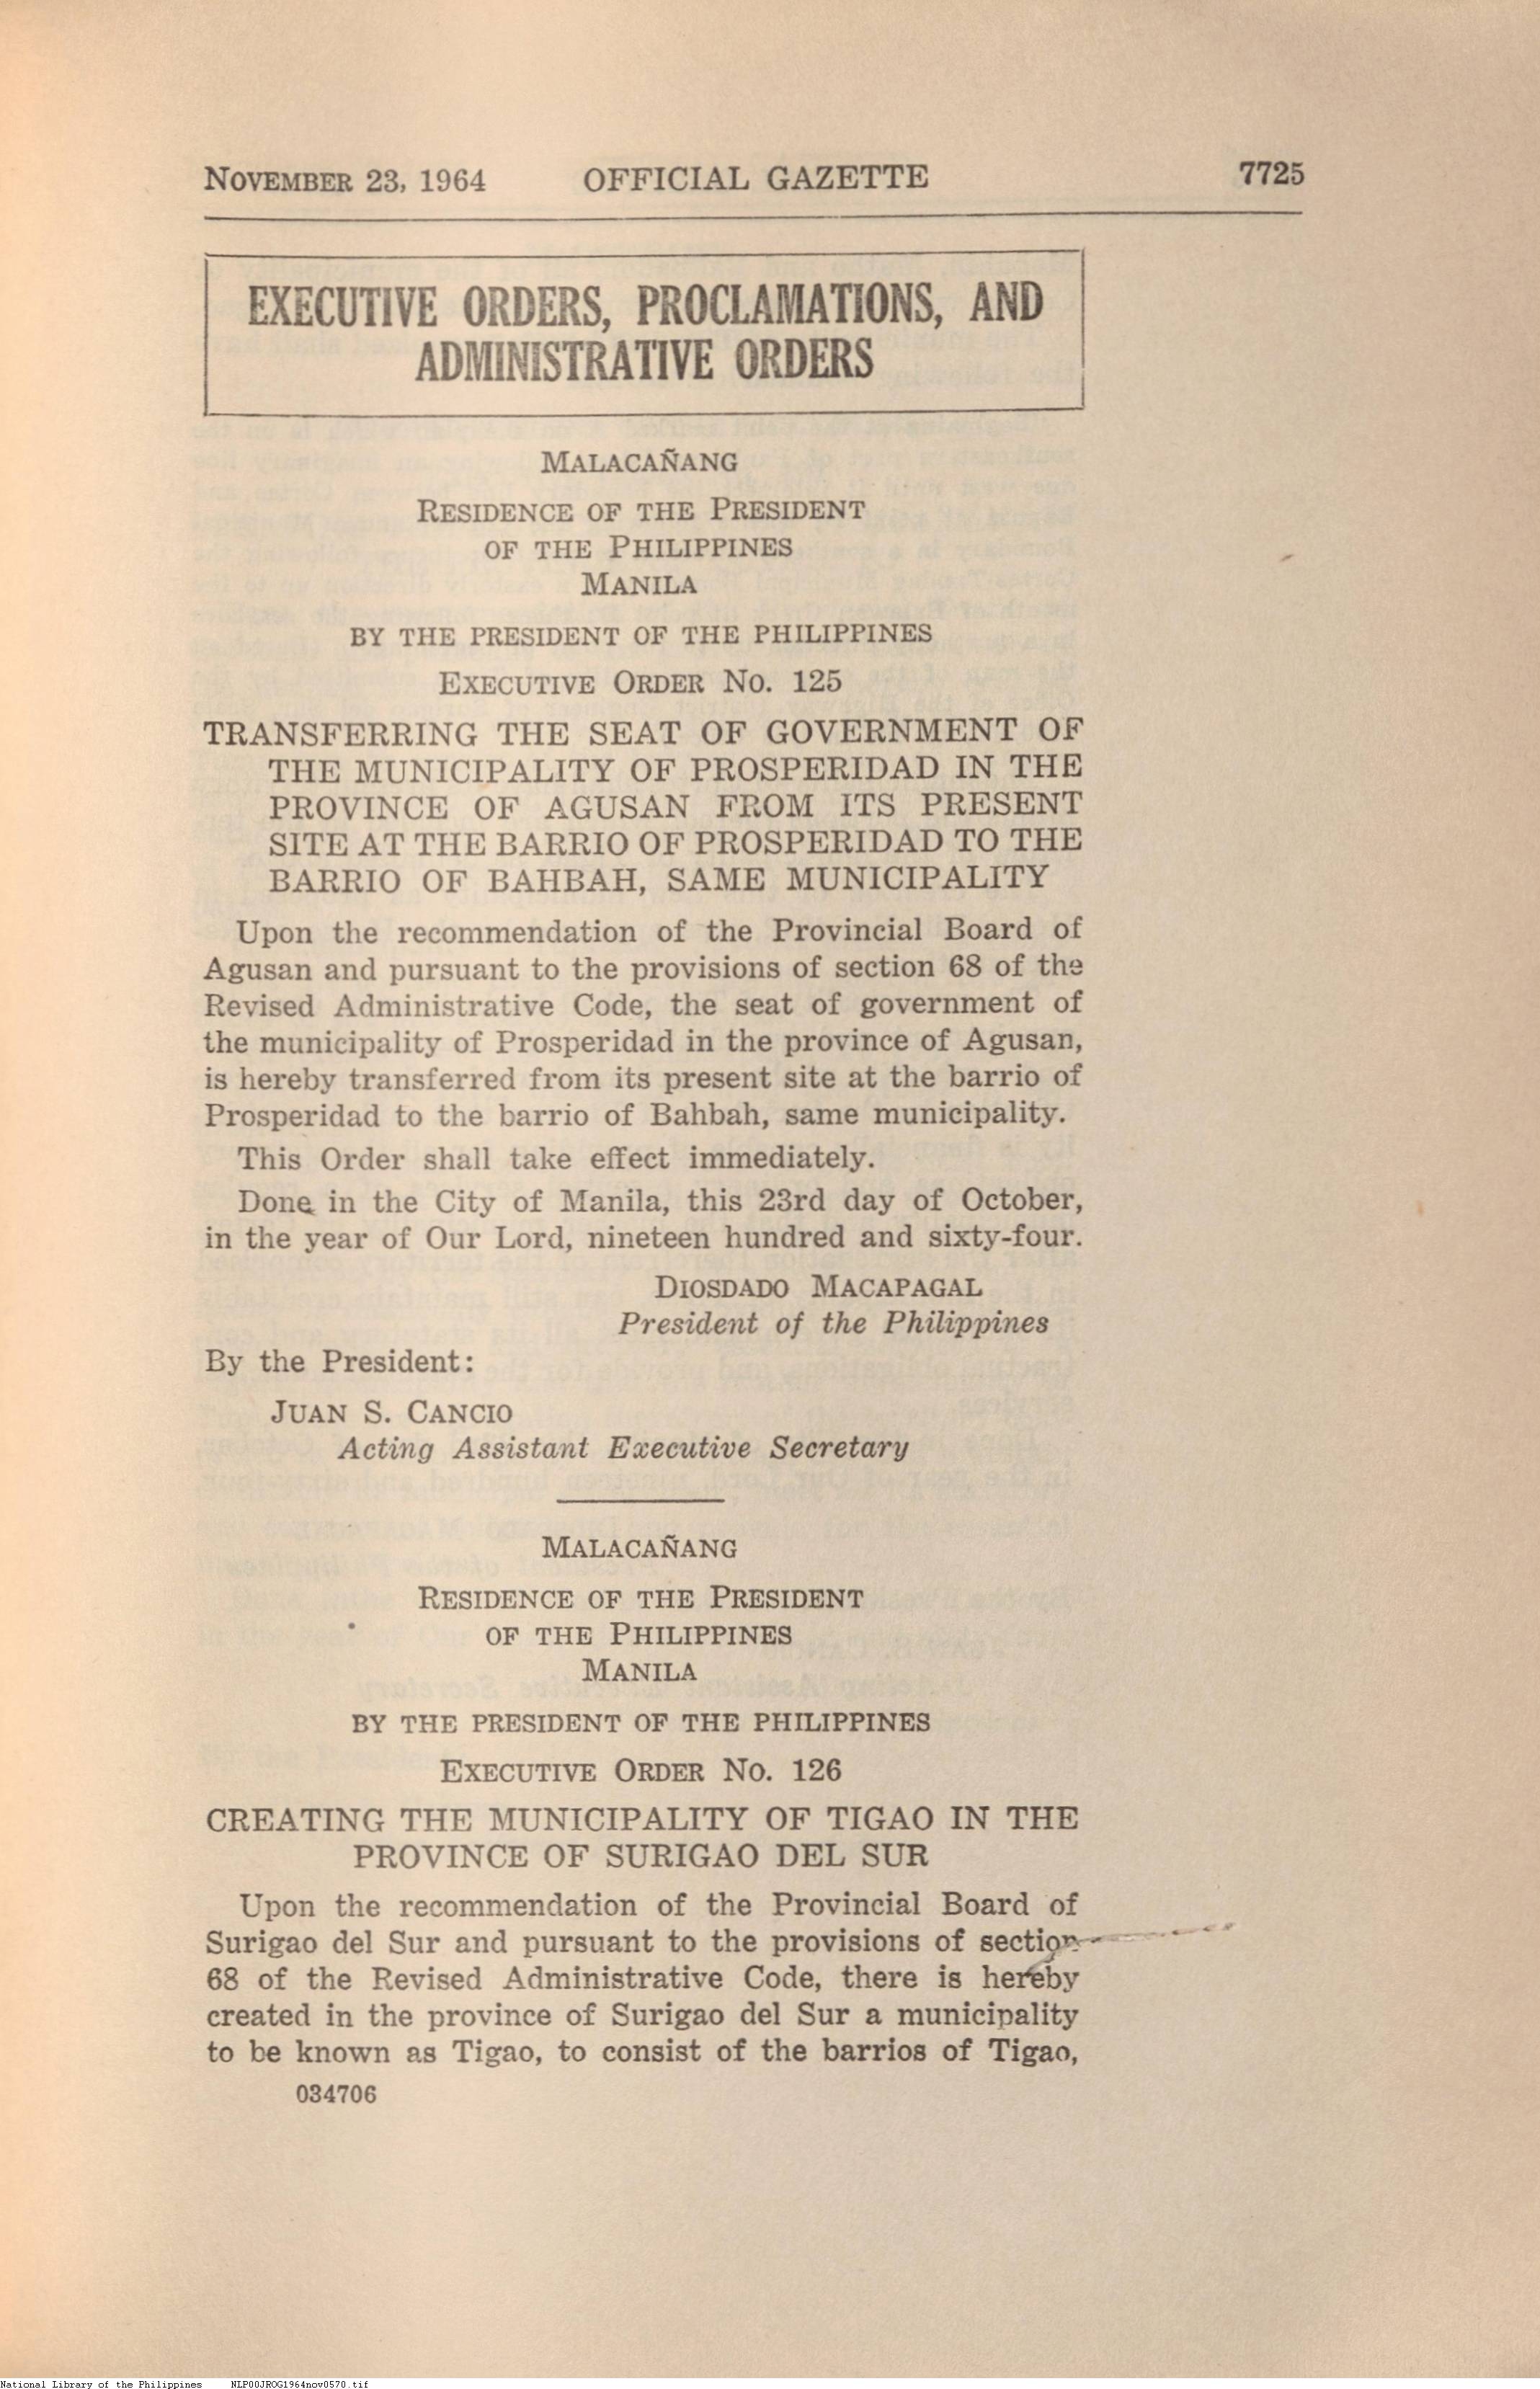 NOVEMBER 23, 1964 OFFICIAL GAZETTE 7725
EXECUTIVE ORDERS, PROCLAMATIONS, AND
ADMINISTRATIVE ORDERS
MALACAÑANG
RESIDENCE OF THE PRESIDENT
OF THE PHILIPPINES
MANILA
BY THE PRESIDENT OF THE PHILIPPINES
EXECUTIVE ORDER NO. 125
TRANSFERRING THE SEAT OF GOVERNMENT OF
THE MUNICIPALITY OF PROSPERIDAD IN THE
PROVINCE OF AGUSAN FROM ITS PRESENT
SITE AT THE BARRIO OF PROSPERIDAD TO THE
BARRIO OF BAHBAH, SAME MUNICIPALITY
Upon the recommendation of the Provincial Board of
Agusan and pursuant to the provisions of section 68 of the
Revised Administrative Code, the seat of government of
the municipality of Prosperidad in the province of Agusan,
is hereby transferred from its present site at the barrio of
Prosperidad to the barrio of Bahbah, same municipality.
This Order shall take effect immediately.
Done in the City of Manila, this 23rd day of October,
in the year of Our Lord, nineteen hundred and sixty-four.
DIOSDADO MACAPAGAL
President of the Philippines
By the President:
JUAN S. CANCIO
Acting Assistant Executive Secretary
MALACAÑANG
RESIDENCE OF THE PRESIDENT
OF THE PHILIPPINES
MANILA
BY THE PRESIDENT OF THE PHILIPPINES
EXECUTIVE ORDER NO. 126
CREATING THE MUNICIPALITY OF TIGAO IN THE
PROVINCE OF SURIGAO DEL SUR
Upon the recommendation of the Provincial Board of
Surigao del Sur and pursuant to the provisions of section
68 of the Revised Administrative Code, there is hereby
created in the province of Surigao del Sur a municipality
to be known as Tigao, to consist of the barrios of Tigao,
034706
National Library of the Philippines NLP00JROG1964nov0570.tif